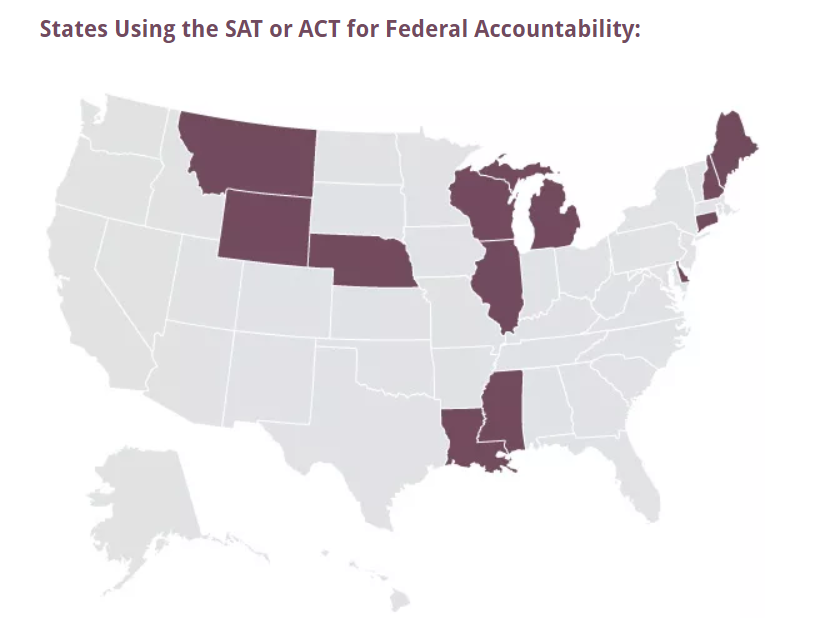 States Using the SAT or ACT for Federal Accountability: